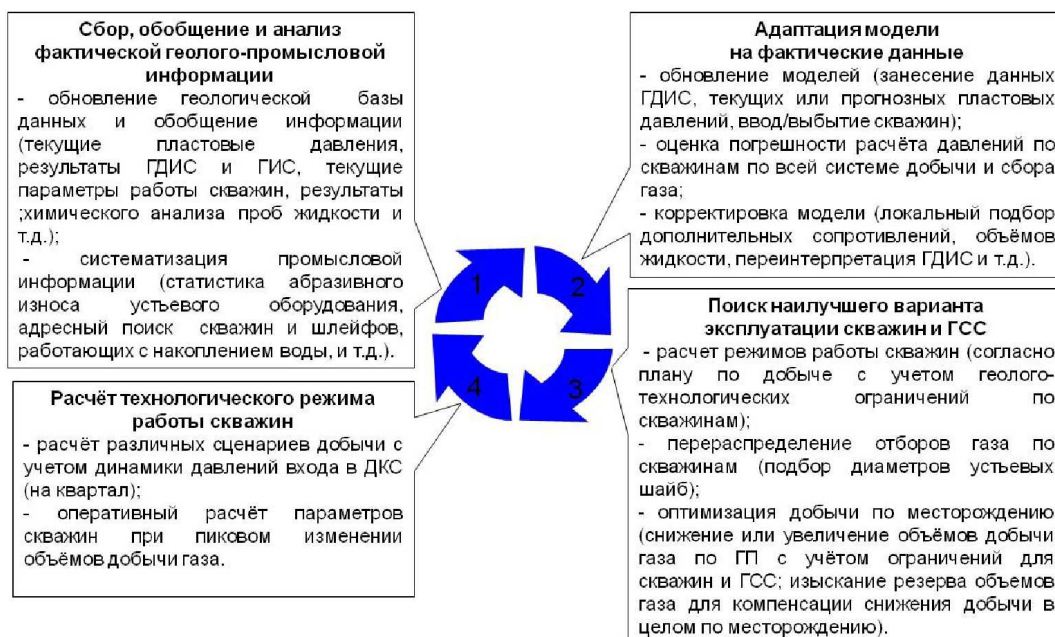 Сбор, обобщение и анализ
фактической геолого-промысловой
информации
- обновление геологической базы
данных и обобщение информации
(текущие пластовые давления,
результаты ГДИС и ГИС, текущие
параметры работы скважин, результаты
;химического анализа проб жидкости и
т.д.);
- систематизация промысловой
информации (статистика абразивного
износа устьевого оборудования,
адресный поиск скважин и шлейфов,
работающих с накоплением воды, и т.д.).
Адаптация модели
на фактические данные
- обновление моделей (занесение данных
ГДИС, текущих или прогнозных пластовых
давлений, ввод/выбытие скважин);
- оценка погрешности расчёта давлений по
скважинам по всей системе добычи и сбора
газа;
- корректировка модели (локальный подбор
дополнительных сопротивлений, объёмов
жидкости, переинтерпретация ГДИС и т.д.).
1
2
3
4
Поиск наилучшего варианта
эксплуатации скважин и ГСС
- расчет режимов работы скважин (согласно
плану по добыче с учетом геолого-
технологических ограничений по
скважинам);
- перераспределение отборов газа по
скважинам (подбор диаметров устьевых
шайб);
- оптимизация добычи по месторождению
(снижение или увеличение объёмов добычи
газа по ГП с учётом ограничений для
скважин и ГСС; изыскание резерва объемов
газа для компенсации снижения добычи в
целом по месторождению).
Расчёт технологического режима
работы скважин
- расчёт различных сценариев добычи с
учетом динамики давлений входа в ДКС
(на квартал);
- оперативный расчёт параметров
скважин при пиковом изменении
объёмов добычи газа.